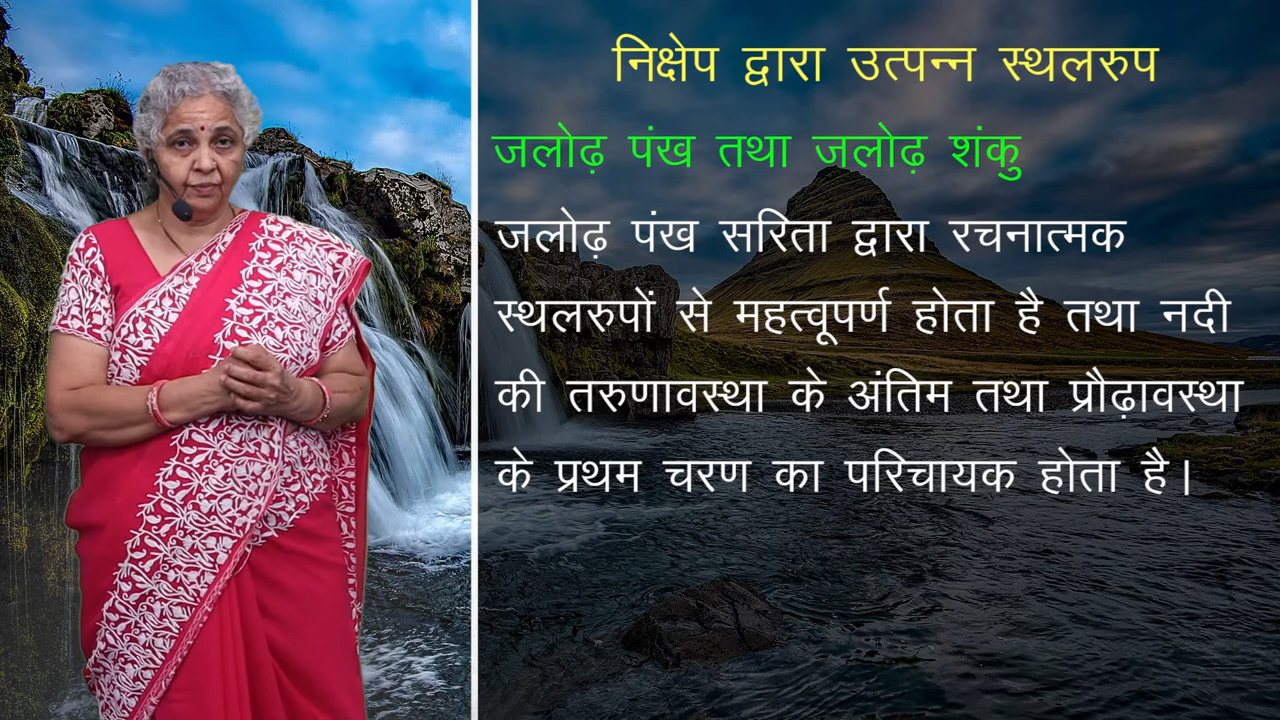 निक्षेप द्वारा उत्पन्न स्थलरुप
जलोढ़ पंख तथा जलोढ़ शंकु
जलोढ़ पंख सरिता द्वारा रचनात्मक
स्थलरुपों से महत्वूपर्ण होता है तथा नदी
की तरुणावस्था के अंतिम तथा प्रौढ़ावस्था
के प्रथम चरण का परिचायक होता है।